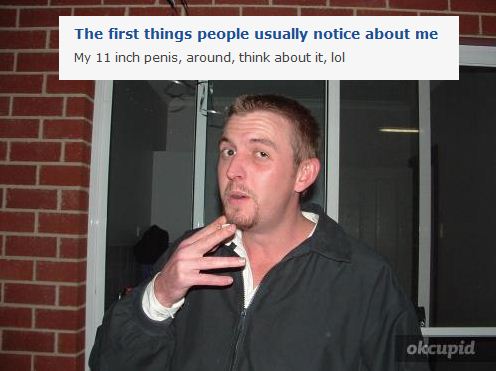 The first things people usually notice about me
My 11 inch penis, around, think about it, lol
okcupid